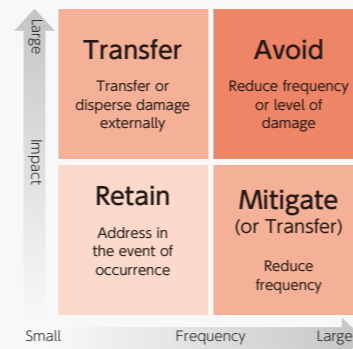 Large
Impact
Transfer
Transfer or
disperse damage
externally
Avoid
Reduce frequency
or level of
damage
Retain
Address in
the event of
occurrence
Mitigate
(or Transfer)
Reduce
frequency
Small
Frequency
Large